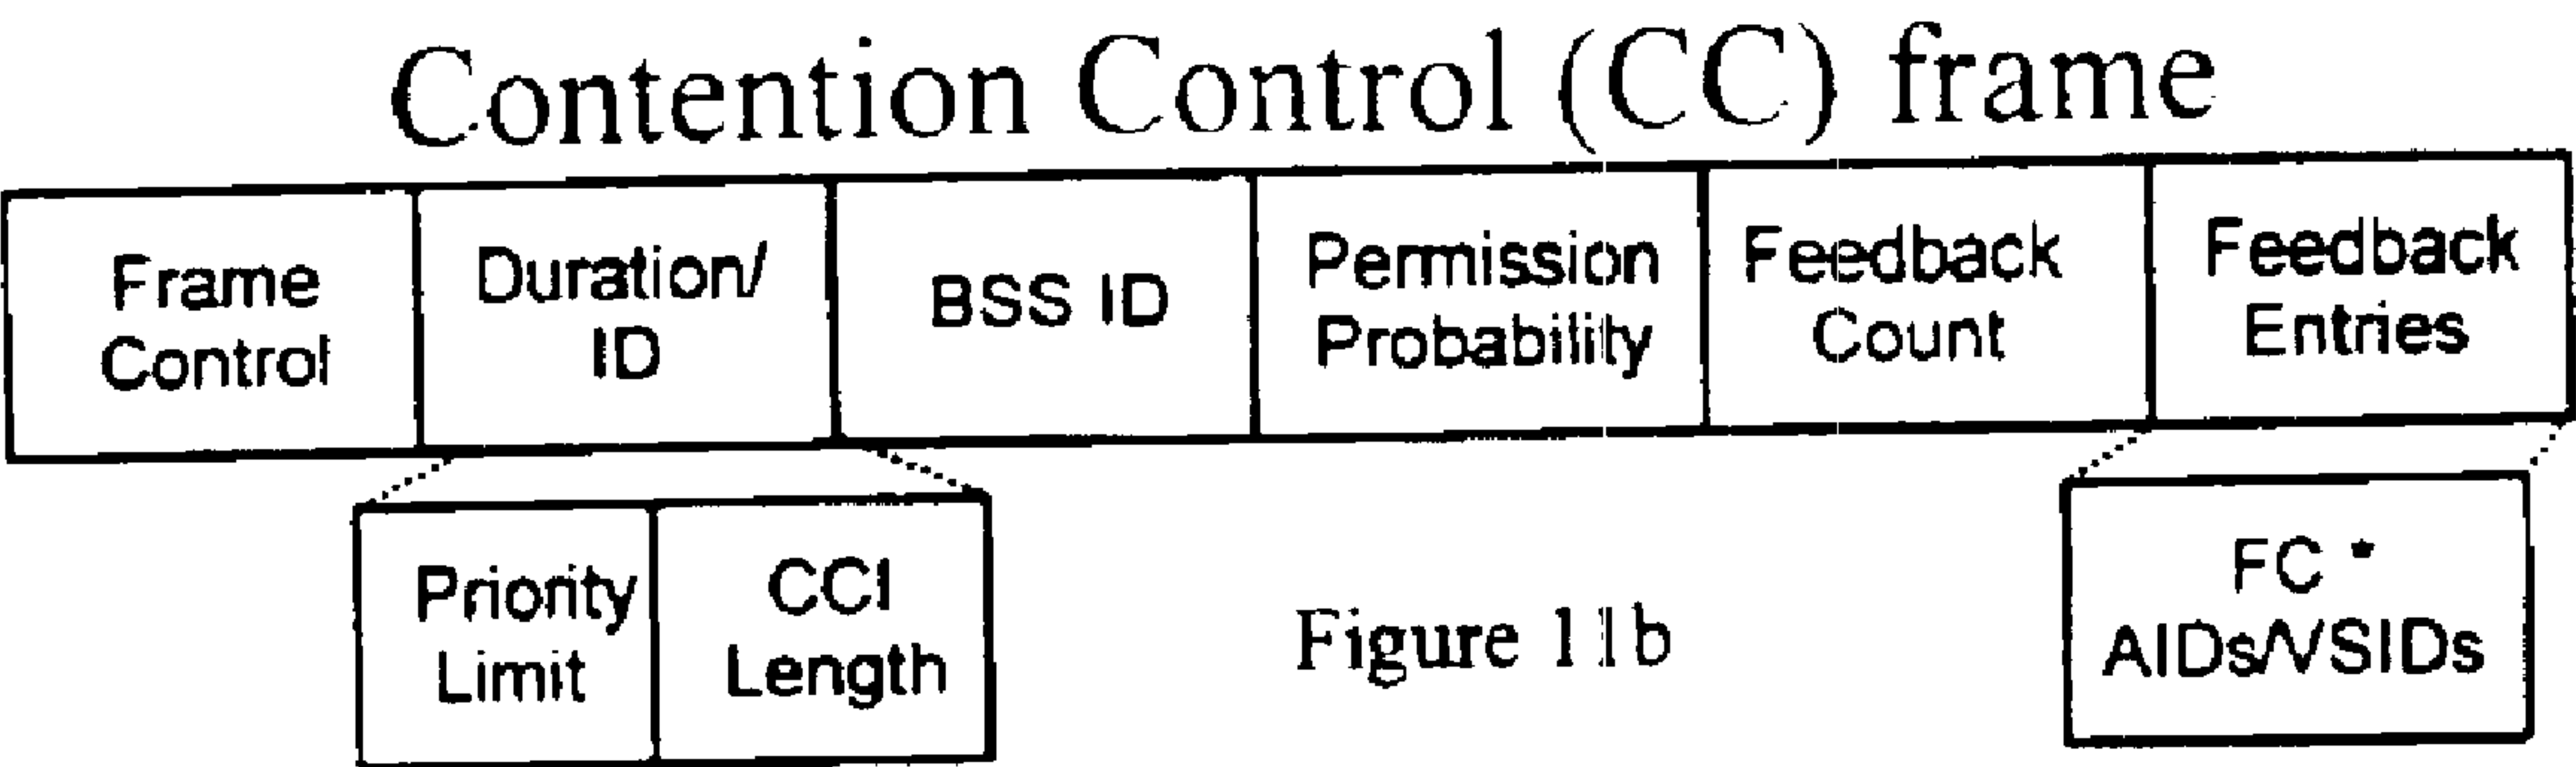 Contention Control (CC) frame
Frame
Control
Duration/
ID
BSS ID
Permission
Probability
Feedback
Count
Feedback
Entries
Priority
Limit
CCI
Length
FC *
AIDs/VSIDs
Figure 11b